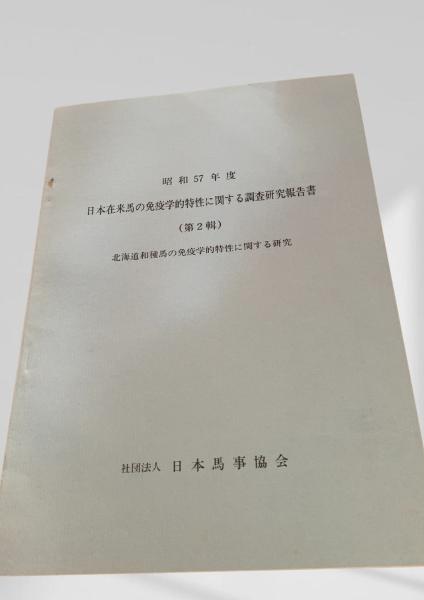 昭和57年度
日本在来馬の免疫学的特性に関する調査研究報告書
(第2輯)
北海道和種馬の免疫学的特性に関する研究
社団法人 日本馬事協会